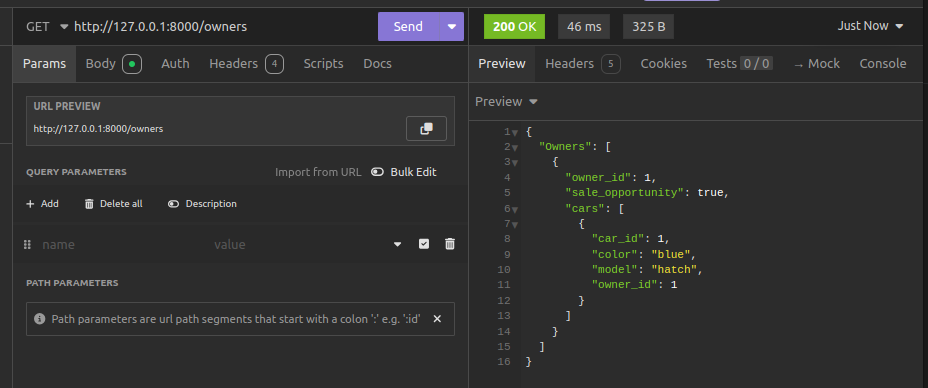 GET http://127.0.0.1:8000/owners Send
Params Body Auth Headers 4 Scripts Docs
URL PREVIEW
http://127.0.0.1:8000/owners
QUERY PARAMETERS Import from URL Bulk Edit
+ Add Delete all Description
name value
PATH PARAMETERS
Path parameters are url path segments that start with a colon ':' e.g. ':id'
200 OK 46 ms 325 B Just Now
Preview Headers 5 Cookies Tests 0 / 0 → Mock Console
Preview
1 {
2 "Owners": [
3 {
4 "owner_id": 1,
5 "sale_opportunity": true,
6 "cars": [
7 {
8 "car_id": 1,
9 "color": "blue",
10 "model": "hatch",
11 "owner_id": 1
12 }
13 ]
14 }
15 ]
16 }